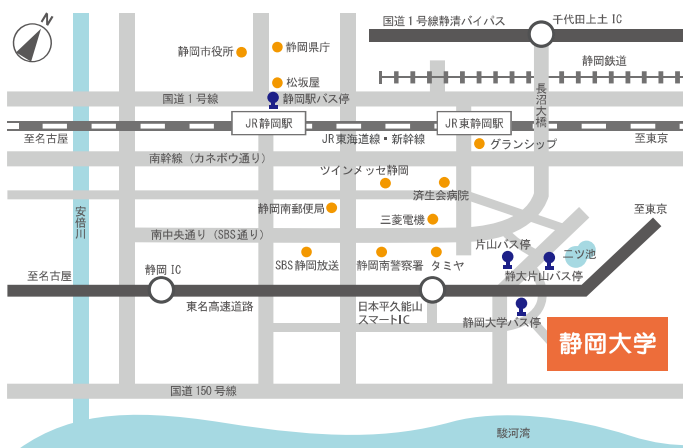 N
国道1号線静清バイパス
千代田上土 IC
静岡市役所
静岡県庁
静岡鉄道
松坂屋
国道1号線
静岡駅バス停
長沼大橋
JR静岡駅
JR東静岡駅
至名古屋
JR東海道線・新幹線
グランシップ
至東京
南幹線（カネボウ通り）
ツインメッセ静岡
済生会病院
安倍川
静岡南郵便局
三菱電機
至東京
南中央通り（SBS通り）
片山バス停
二ツ池
SBS静岡放送
静岡南警察署
タミヤ
静大片山バス停
至名古屋
静岡 IC
東名高速道路
日本平久能山
スマートIC
静岡大学バス停
静岡大学
国道150号線
駿河湾